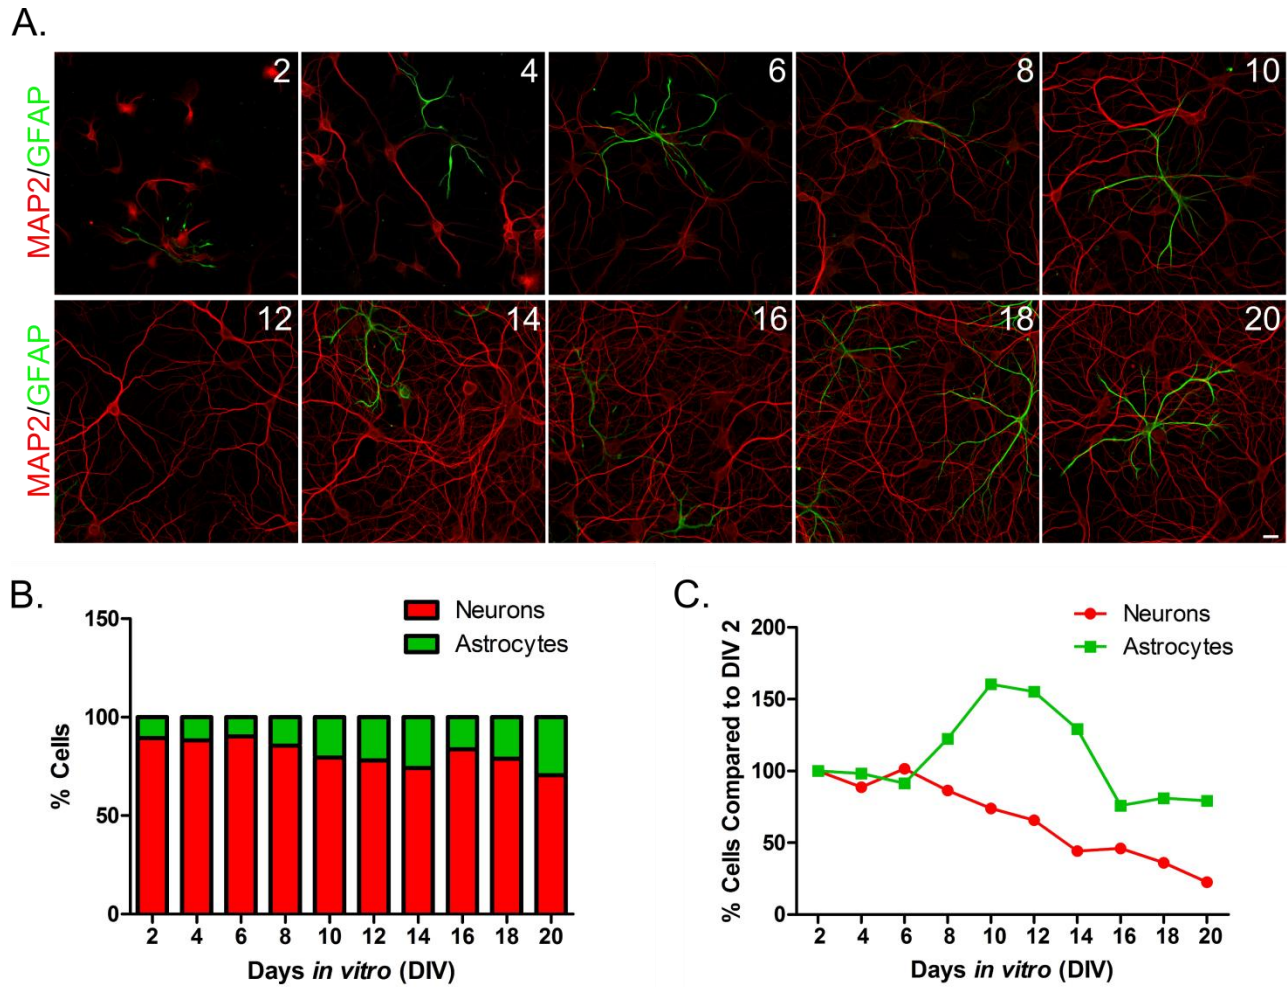 A.
MAP2/GFAP
2
4
6
8
10
MAP2/GFAP
12
14
16
18
20
B.
Neurons
Astrocytes
% Cells
150
100
50
0
2 4 6 8 10 12 14 16 18 20
Days in vitro (DIV)
C.
Neurons
Astrocytes
% Cells Compared to DIV 2
200
150
100
50
0
2 4 6 8 10 12 14 16 18 20
Days in vitro (DIV)